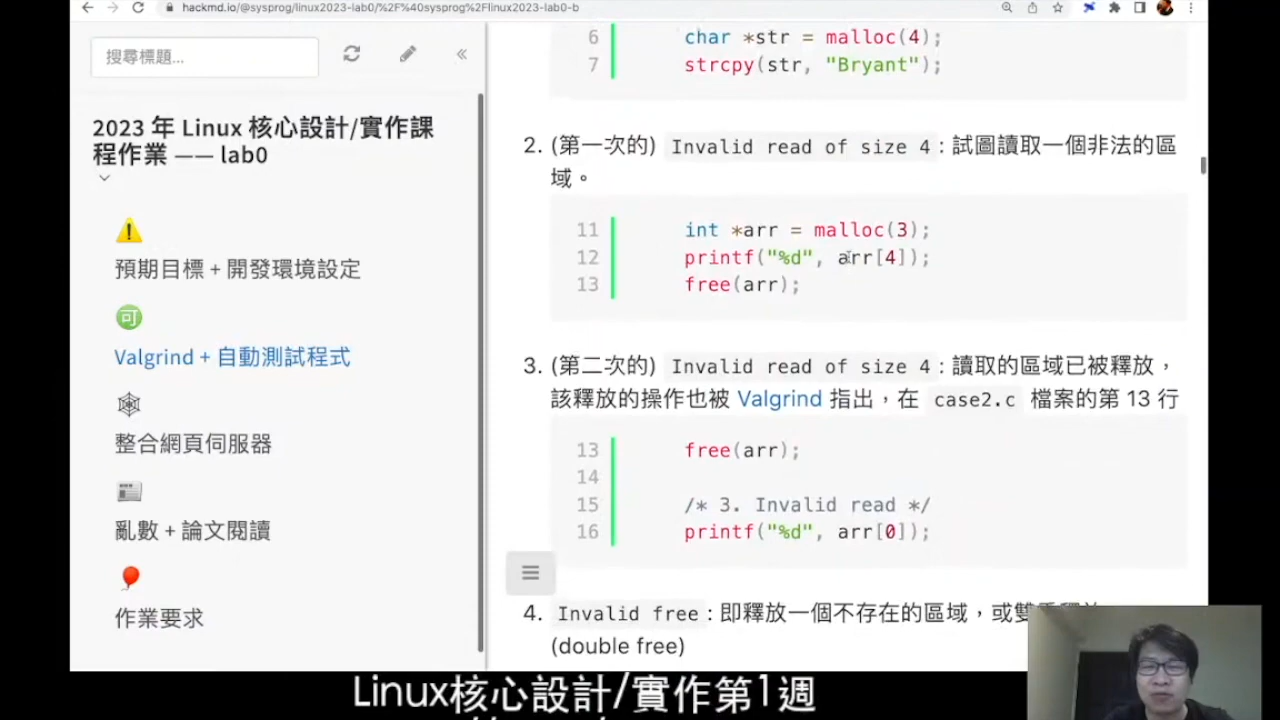 hackmd.io/@sysprog/linux2023-lab0/%2F%40sysprog%2Flinux2023-lab0-b
搜尋標題...
2023 年 Linux 核心設計/實作課
程作業 —— lab0
⚠️
預期目標 + 開發環境設定
🉑
Valgrind + 自動測試程式
🕸
整合網頁伺服器
📰
亂數 + 論文閱讀
🎈
作業要求
6 char *str = malloc(4);
7 strcpy(str, "Bryant");
2. (第一次的) Invalid read of size 4 : 試圖讀取一個非法的區
域。
11 int *arr = malloc(3);
12 printf("%d", arr[4]);
13 free(arr);
3. (第二次的) Invalid read of size 4 : 讀取的區域已被釋放，
該釋放的操作也被 Valgrind 指出，在 case2.c 檔案的第 13 行
13 free(arr);
14
15 /* 3. Invalid read */
16 printf("%d", arr[0]);
4. Invalid free : 即釋放一個不存在的區域，或雙
(double free)
Linux核心設計/實作第1週